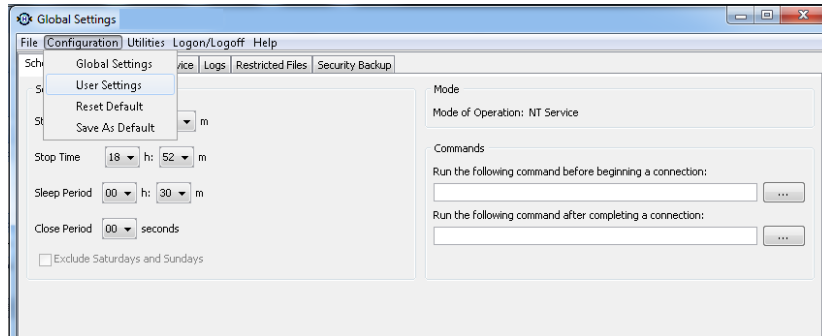 Global Settings
File Configuration Utilities Logon/Logoff Help
Global Settings
User Settings
Reset Default
Save As Default
Logs Restricted Files Security Backup
m
Stop Time 18 h: 52 m
Sleep Period 00 h: 30 m
Close Period 00 seconds
Exclude Saturdays and Sundays
Mode
Mode of Operation: NT Service
Commands
Run the following command before beginning a connection:
...
Run the following command after completing a connection:
...